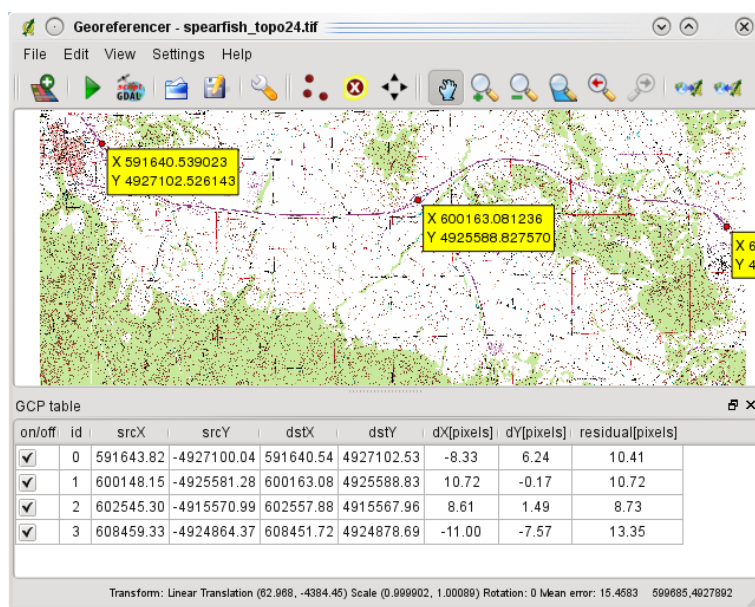 Georeferencer - spearfish_topo24.tif
File Edit View Settings Help
script
GDAL
X 591640.539023
Y 4927102.526143
X 600163.081236
Y 4925588.827570
X 6
Y 4
GCP table
on/off id srcX srcY dstX dstY dX[pixels] dY[pixels] residual[pixels]
0 591643.82 -4927100.04 591640.54 4927102.53 -8.33 6.24 10.41
1 600148.15 -4925581.28 600163.08 4925588.83 10.72 -0.17 10.72
2 602545.30 -4915570.99 602557.88 4915567.96 8.61 1.49 8.73
3 608459.33 -4924864.37 608451.72 4924878.69 -11.00 -7.57 13.35
Transform: Linear Translation (62.968, -4384.45) Scale (0.999902, 1.00089) Rotation: 0 Mean error: 15.4583 599685,4927892